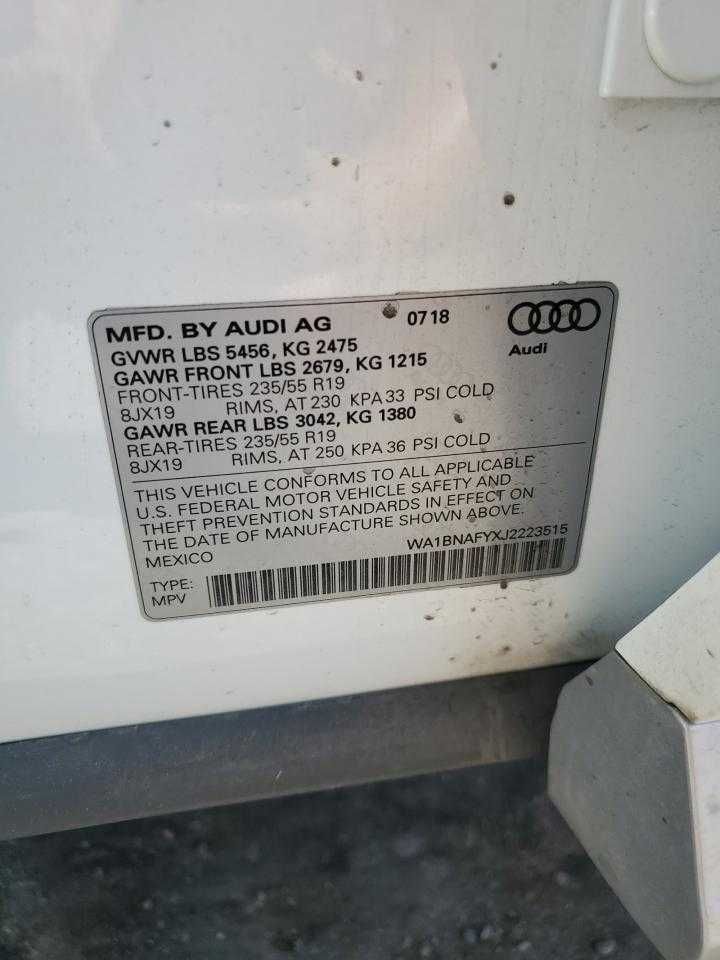 MFD. BY AUDI AG 07 18
Audi
GVWR LBS 5456, KG 2475
GAWR FRONT LBS 2679, KG 1215
FRONT-TIRES 235/55 R19
8JX19 RIMS, AT 230 KPA 33 PSI COLD
GAWR REAR LBS 3042, KG 1380
REAR-TIRES 235/55 R19
8JX19 RIMS, AT 250 KPA 36 PSI COLD
THIS VEHICLE CONFORMS TO ALL APPLICABLE
U.S. FEDERAL MOTOR VEHICLE SAFETY AND
THEFT PREVENTION STANDARDS IN EFFECT ON
THE DATE OF MANUFACTURE SHOWN ABOVE.
MEXICO WA1BNAFYXJ2223515
TYPE:
MPV